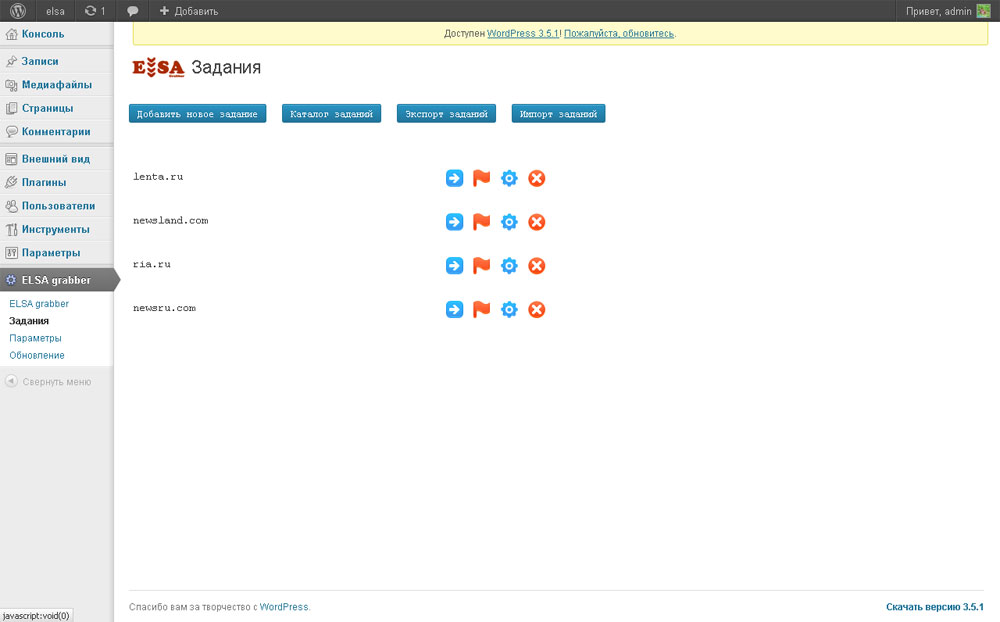 elsa 1 Добавить Привет, admin
Доступен WordPress 3.5.1! Пожалуйста, обновитесь.
Консоль
Записи
Медиафайлы
Страницы
Комментарии
Внешний вид
Плагины
Пользователи
Инструменты
Параметры
ELSA grabber
ELSA grabber
Задания
Параметры
Обновление
Свернуть меню
ELSA Задания
Добавить новое задание Каталог заданий Экспорт заданий Импорт заданий
lenta.ru
newsland.com
ria.ru
newsru.com
Спасибо вам за творчество с WordPress. Скачать версию 3.5.1
javascript:void(0)